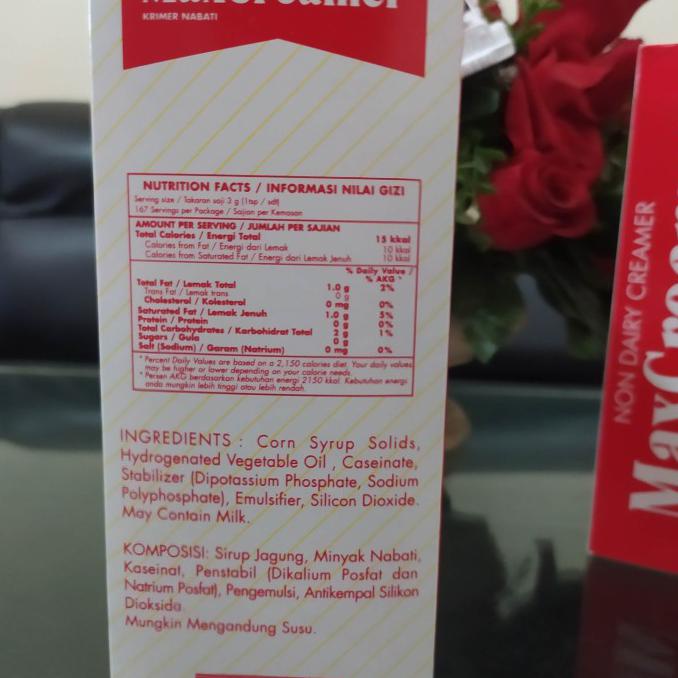 KRIMER NABATI
NUTRITION FACTS / INFORMASI NILAI GIZI
Serving size / Takaran saji 3 g (1tsp / sdt)
167 Servings per Package / Sajian per Kemasan
AMOUNT PER SERVING / JUMLAH PER SAJIAN
Total Calories / Energi Total 15 kkal
Calories from Fat / Energi dari Lemak 10 kkal
Calories from Saturated Fat / Energi dari Lemak Jenuh 10 kkal
% Daily Value /
% AKG *
Total Fat / Lemak Total 1.0 g 2%
Trans Fat / Lemak trans 0 g
Cholesterol / Kolesterol 0 mg 0%
Saturated Fat / Lemak Jenuh 1.0 g 5%
Protein / Protein 0 g 0%
Total Carbohydrates / Karbohidrat Total 2 g 1%
Sugars / Gula 0 g
Salt (Sodium) / Garam (Natrium) 0 mg 0%
* Percent Daily Values are based on a 2,150 calories diet. Your daily values
may be higher or lower depending on your calorie needs.
* Persen AKG berdasarkan kebutuhan energi 2150 kkal. Kebutuhan energi
anda mungkin lebih tinggi atau lebih rendah.
INGREDIENTS : Corn Syrup Solids,
Hydrogenated Vegetable Oil , Caseinate,
Stabilizer (Dipotassium Phosphate, Sodium
Polyphosphate), Emulsifier, Silicon Dioxide.
May Contain Milk.
KOMPOSISI: Sirup Jagung, Minyak Nabati,
Kaseinat, Penstabil (Dikalium Posfat dan
Natrium Posfat), Pengemulsi, Antikempal Silikon
Dioksida.
Mungkin Mengandung Susu.
NON DAIRY CREAMER